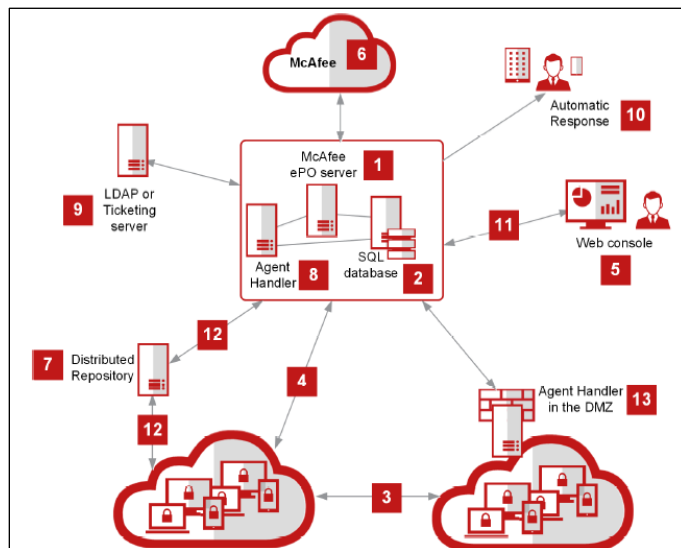 McAfee 6
10
Automatic
Response
McAfee
ePO server
1
9
LDAP or
Ticketing
server
11
Web console
5
Agent
Handler
8
SQL
database
2
7
Distributed
Repository
12
4
Agent Handler
in the DMZ
13
12
3